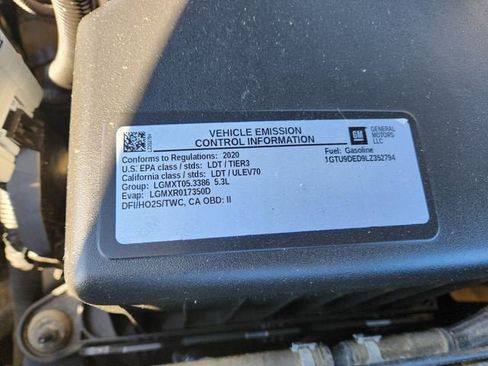 VEHICLE EMISSION
CONTROL INFORMATION
GM
GENERAL
MOTORS LLC
Conforms to Regulations: 2020
Fuel: Gasoline
U.S. EPA class / stds: LDT / TIER3
1GTU9DED9LZ352794
California class / stds: LDT / ULEV70
Group: LGMXT05.3386 5.3L
Evap: LGMXR017350D
DFI/HO2S/TWC, CA OBD: II